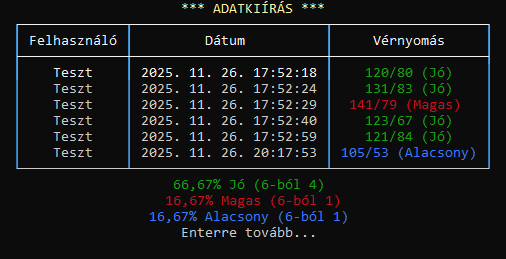 *** ADATKIÍRÁS ***
Felhasználó Dátum Vérnyomás
Teszt 2025. 11. 26. 17:52:18 120/80 (Jó)
Teszt 2025. 11. 26. 17:52:24 131/83 (Jó)
Teszt 2025. 11. 26. 17:52:29 141/79 (Magas)
Teszt 2025. 11. 26. 17:52:40 123/67 (Jó)
Teszt 2025. 11. 26. 17:52:59 121/84 (Jó)
Teszt 2025. 11. 26. 20:17:53 105/53 (Alacsony)
66,67% Jó (6-ból 4)
16,67% Magas (6-ból 1)
16,67% Alacsony (6-ból 1)
Enterre tovább...